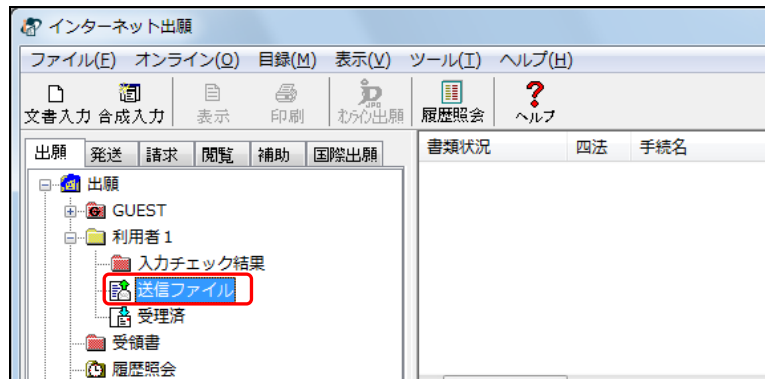 インターネット出願
ファイル(F) オンライン(O) 目録(M) 表示(V) ツール(T) ヘルプ(H)
文書入力 合成入力 表示 印刷 オンライン出願 履歴照会 ヘルプ
出願 発送 請求 閲覧 補助 国際出願
書類状況 四法 手続名
出願
GUEST
利用者1
入力チェック結果
送信ファイル
受理済
受領書
履歴照会